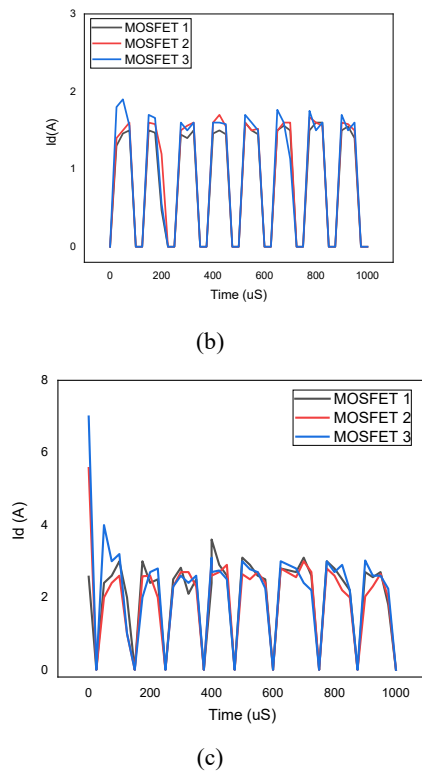 3
MOSFET 1
MOSFET 2
MOSFET 3
2
Id(A)
1
0
0 200 400 600 800 1000
Time (uS)
(b)
8
MOSFET 1
MOSFET 2
MOSFET 3
6
Id (A)
4
2
0
0 200 400 600 800 1000
Time (uS)
(c)